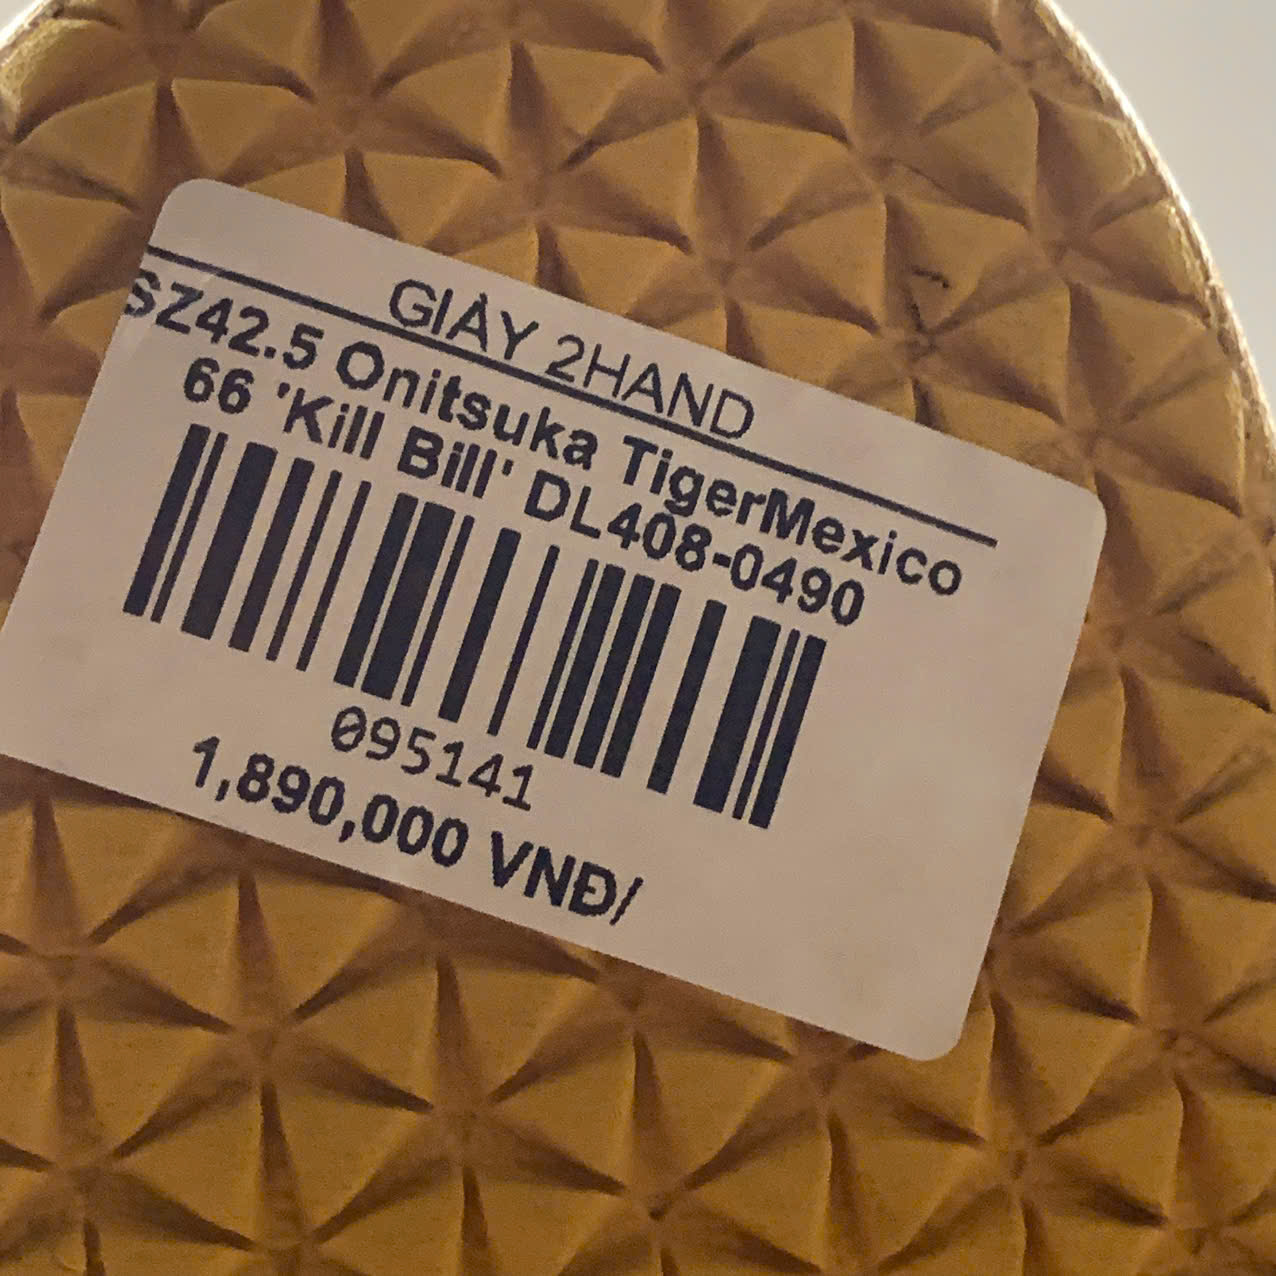 GIÀY 2HAND
SZ42.5 Onitsuka TigerMexico
66 'Kill Bill' DL408-0490
095141
1,890,000 VNĐ/